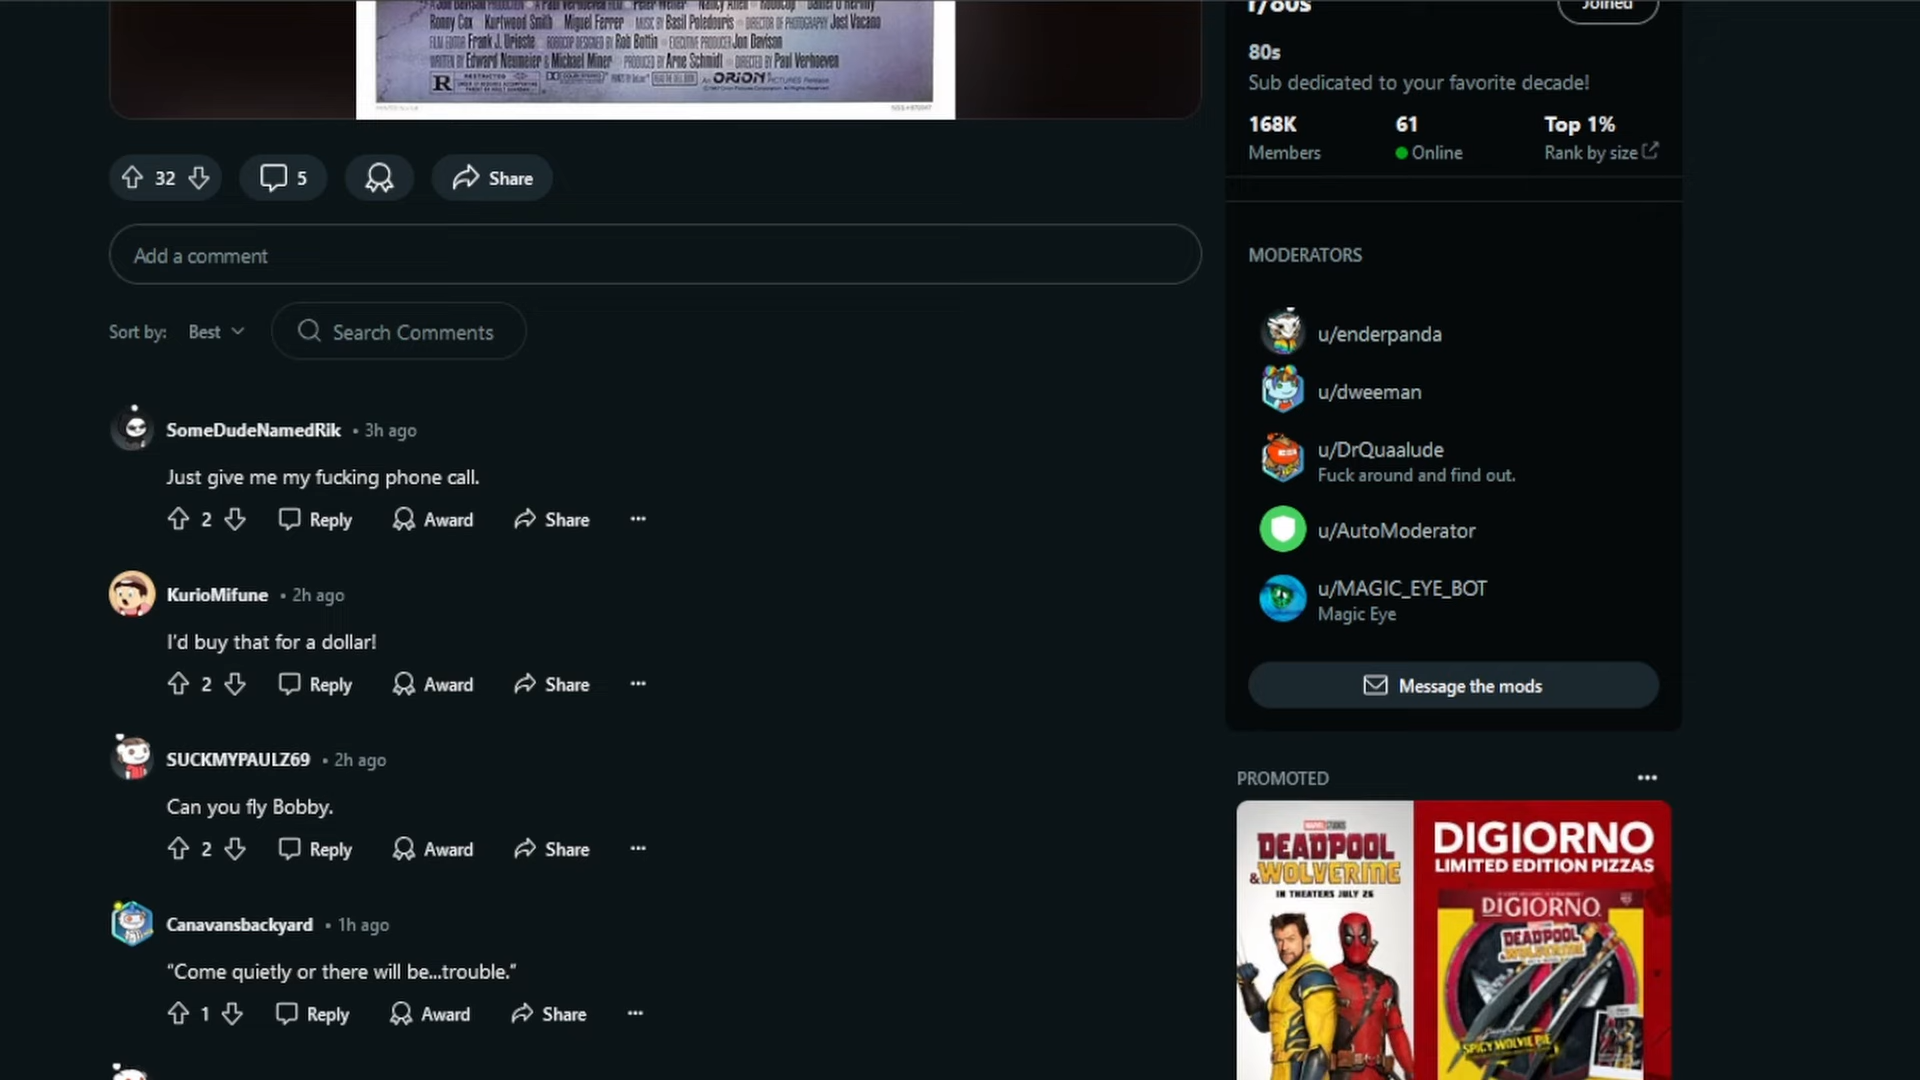 Ronny Cox Kurtwood Smith Miguel Ferrer MUSIC BY Basil Poledouris DIRECTOR OF PHOTOGRAPHY Jost Vacano
FILM EDITOR Frank J. Urioste ROBOCOP DESIGNED BY Rob Bottin EXECUTIVE PRODUCER Jon Davison
WRITTEN BY Edward Neumeier & Michael Miner PRODUCED BY Arne Schmidt DIRECTED BY Paul Verhoeven
R RESTRICTED An ORION PICTURES Release
32
5
Share
Add a comment
Sort by: Best
Search Comments
SomeDudeNamedRik • 3h ago
Just give me my fucking phone call.
2 Reply Award Share
KurioMifune • 2h ago
I'd buy that for a dollar!
2 Reply Award Share
SUCKMYPAULZ69 • 2h ago
Can you fly Bobby.
2 Reply Award Share
Canavansbackyard • 1h ago
"Come quietly or there will be...trouble."
1 Reply Award Share
r/80s
Joined
80s
Sub dedicated to your favorite decade!
168K 61 Top 1%
Members Online Rank by size
MODERATORS
u/enderpanda
u/dweeman
u/DrQuaalude
Fuck around and find out.
u/AutoModerator
u/MAGIC_EYE_BOT
Magic Eye
Message the mods
PROMOTED
MARVEL STUDIOS
DEADPOOL
& WOLVERINE
IN THEATERS JULY 26
DIGIORNO
LIMITED EDITION PIZZAS
DIGIORNO
DEADPOOL
& WOLVERINE
SPICY WOLVIE PIE